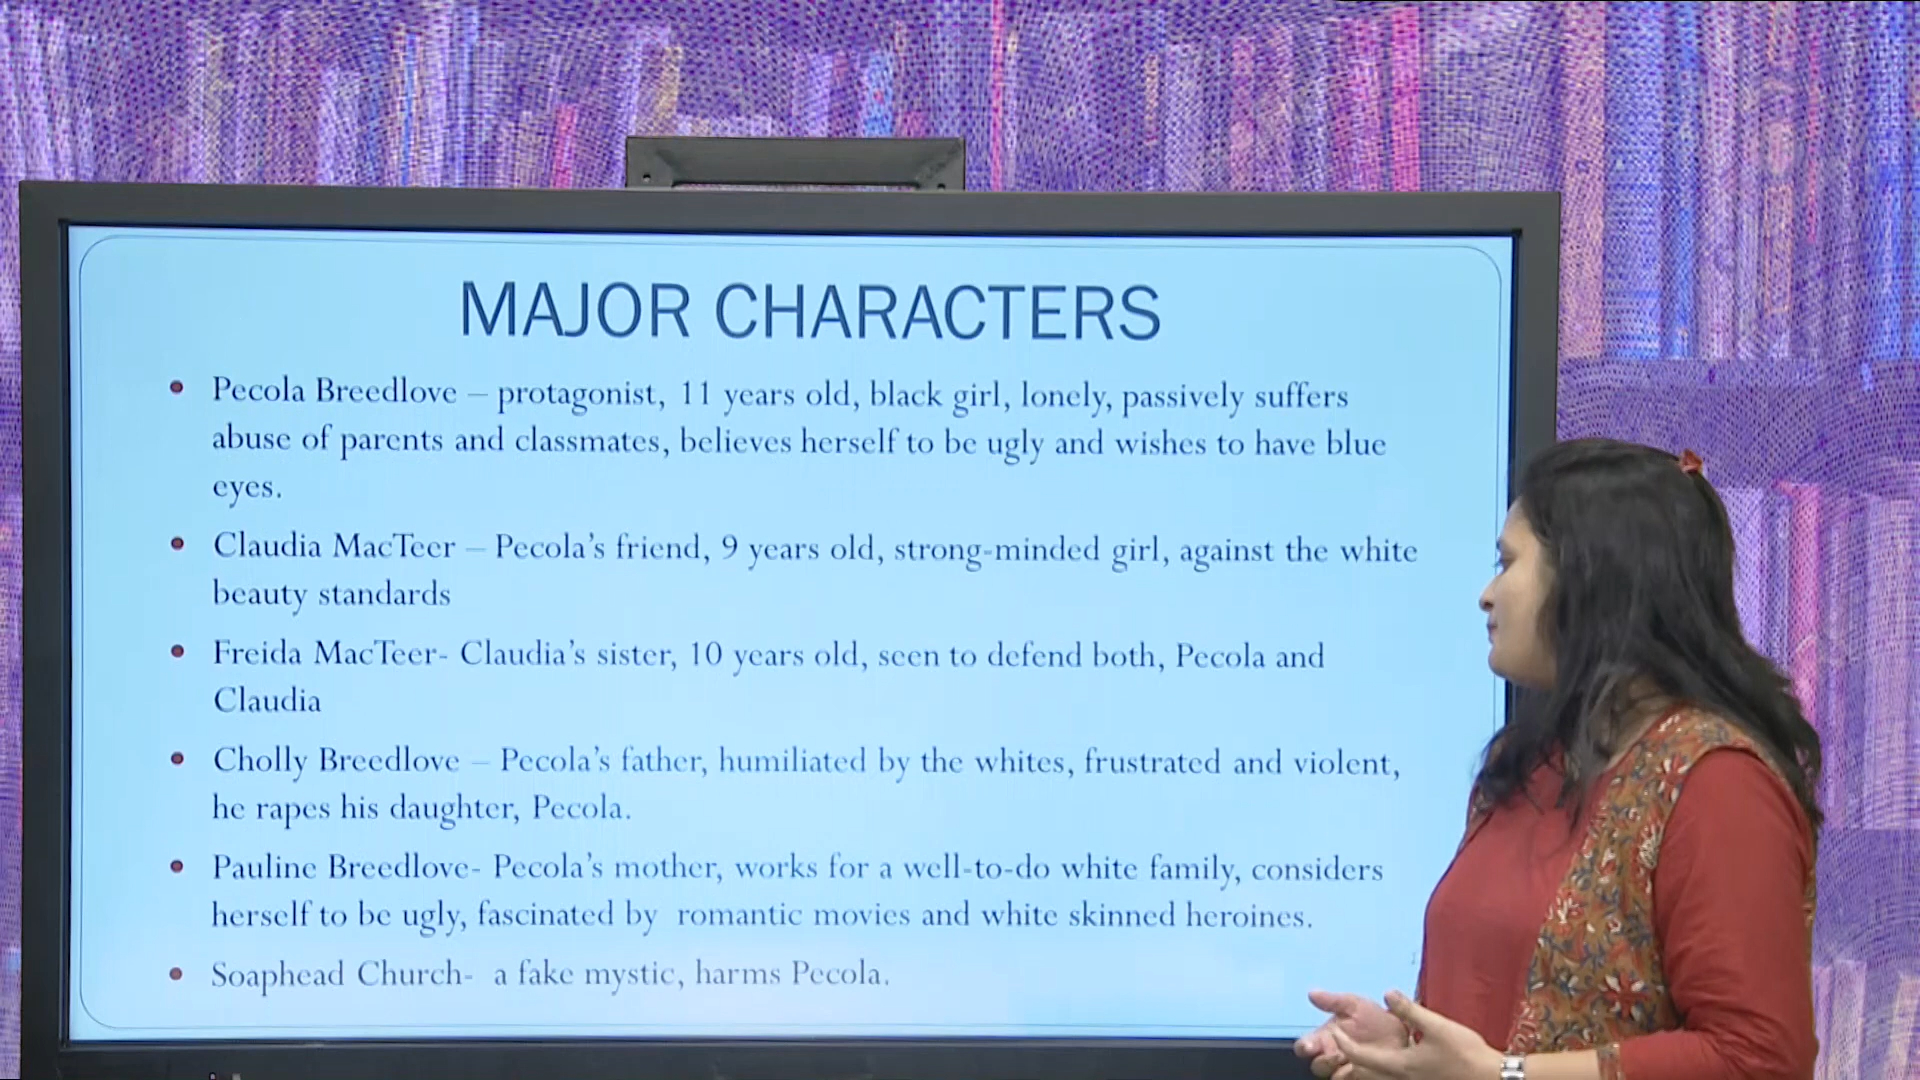 MAJOR CHARACTERS
• Pecola Breedlove – protagonist, 11 years old, black girl, lonely, passively suffers
abuse of parents and classmates, believes herself to be ugly and wishes to have blue
eyes.
• Claudia MacTeer – Pecola’s friend, 9 years old, strong-minded girl, against the white
beauty standards
• Freida MacTeer- Claudia’s sister, 10 years old, seen to defend both, Pecola and
Claudia
• Cholly Breedlove – Pecola’s father, humiliated by the whites, frustrated and violent,
he rapes his daughter, Pecola.
• Pauline Breedlove- Pecola’s mother, works for a well-to-do white family, considers
herself to be ugly, fascinated by romantic movies and white skinned heroines.
• Soaphead Church- a fake mystic, harms Pecola.